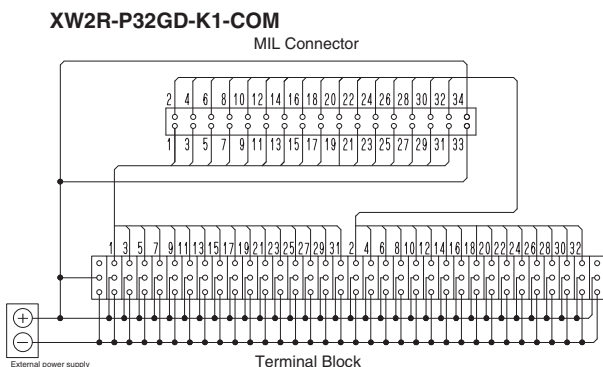 XW2R-P32GD-K1-COM
MIL Connector
2 4 6 8 10 12 14 16 18 20 22 24 26 28 30 32 34
1 3 5 7 9 11 13 15 17 19 21 23 25 27 29 31 33
1 3 5 7 9 11 13 15 17 19 21 23 25 27 29 31 2 4 6 8 10 12 14 16 18 20 22 24 26 28 30 32
+
−
External power supply
Terminal Block